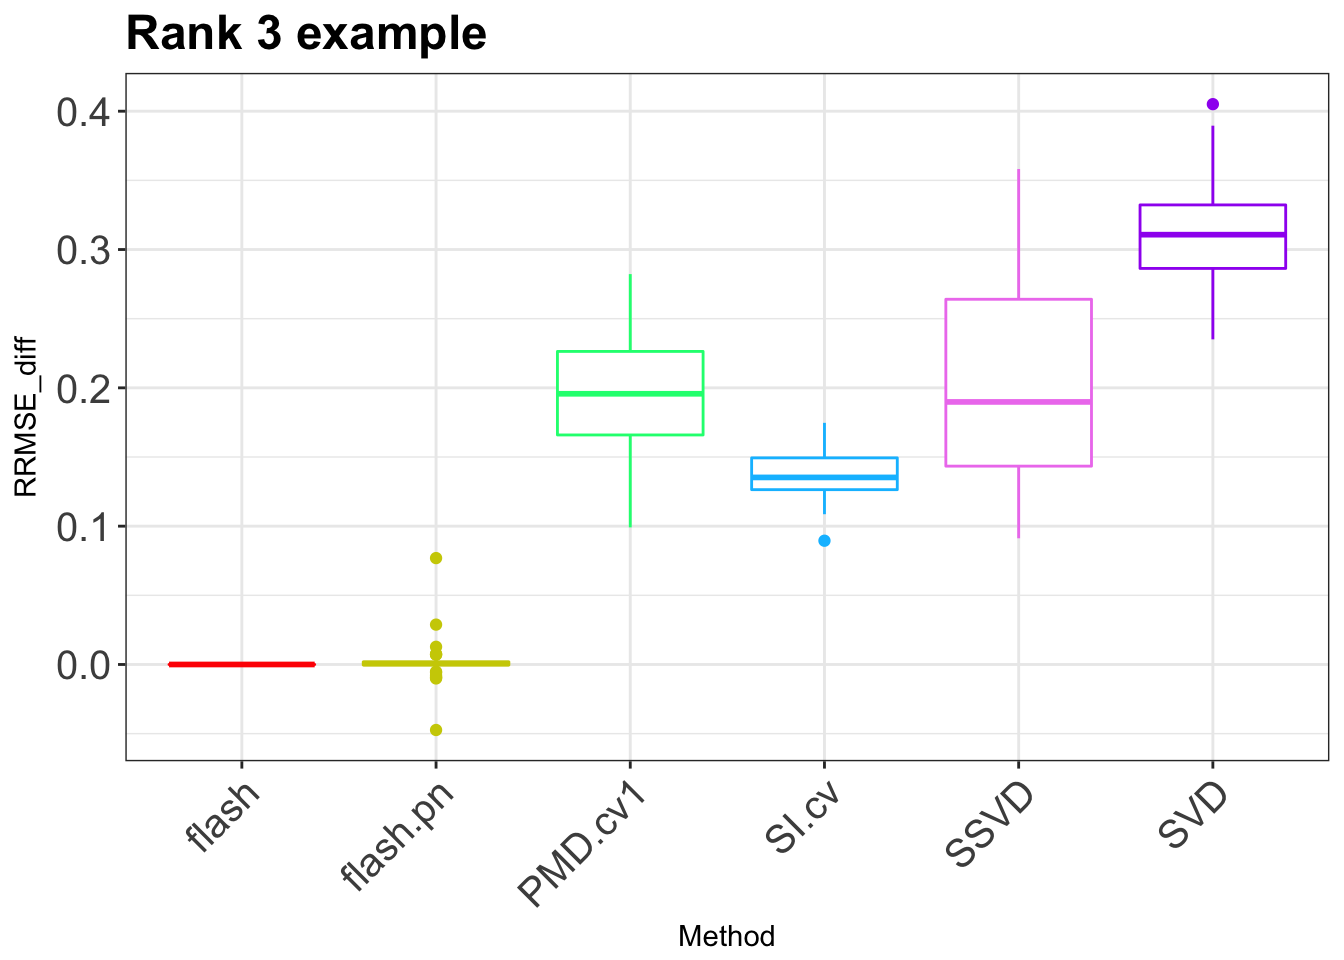 Rank 3 example
0.4
0.3
0.2
0.1
0.0
RRMSE_diff
flash
flash.pn
PMD.cv1
SI.cv
SSVD
SVD
Method